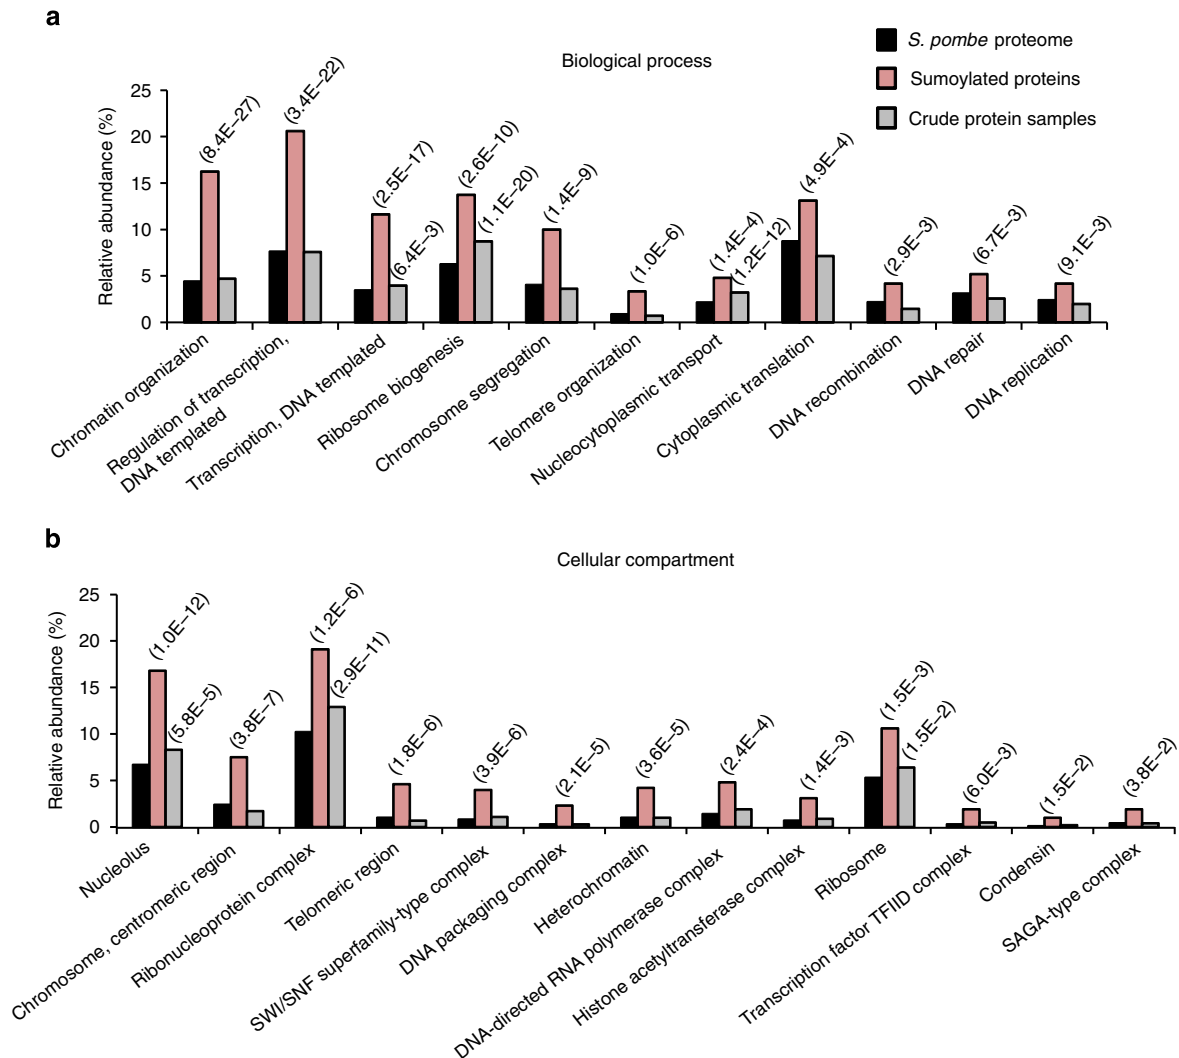 a
Biological process
S. pombe proteome
Sumoylated proteins
Crude protein samples
Relative abundance (%)
25
20
15
10
5
0
(8.4E−27)
(3.4E−22)
(2.5E−17)
(6.4E−3)
(2.6E−10)
(1.1E−20)
(1.4E−9)
(1.0E−6)
(1.4E−4)
(1.2E−12)
(4.9E−4)
(2.9E−3)
(6.7E−3)
(9.1E−3)
Chromatin organization
Regulation of transcription,
DNA templated
Transcription, DNA templated
Ribosome biogenesis
Chromosome segregation
Telomere organization
Nucleocytoplasmic transport
Cytoplasmic translation
DNA recombination
DNA repair
DNA replication
b
Cellular compartment
Relative abundance (%)
25
20
15
10
5
0
(1.0E−12)
(5.8E−5)
(3.8E−7)
(1.2E−6)
(2.9E−11)
(1.8E−6)
(3.9E−6)
(2.1E−5)
(3.6E−5)
(2.4E−4)
(1.4E−3)
(1.5E−3)
(1.5E−2)
(6.0E−3)
(1.5E−2)
(3.8E−2)
Nucleolus
Chromosome, centromeric region
Ribonucleoprotein complex
Telomeric region
SWI/SNF superfamily-type complex
DNA packaging complex
Heterochromatin
DNA-directed RNA polymerase complex
Histone acetyltransferase complex
Ribosome
Transcription factor TFIID complex
Condensin
SAGA-type complex